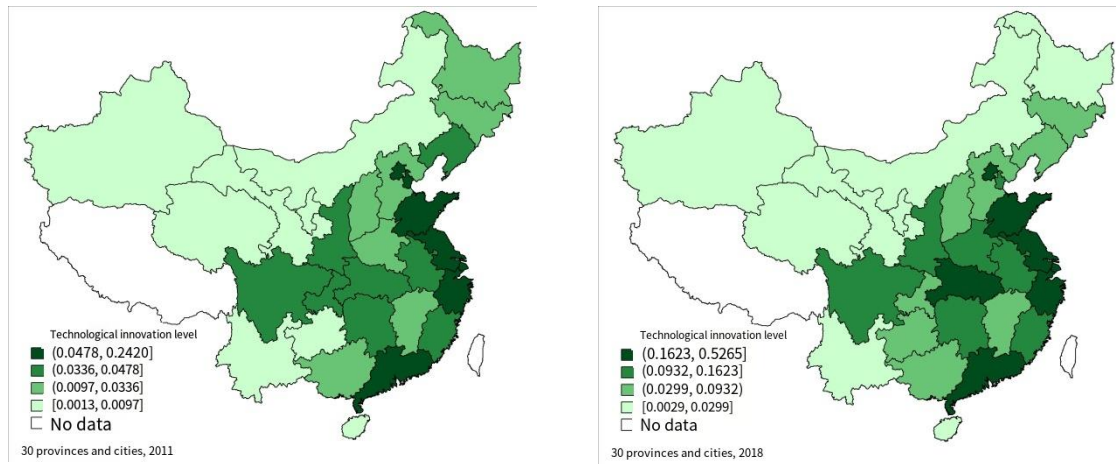 Technological innovation level
(0.0478, 0.2420]
(0.0336, 0.0478]
(0.0097, 0.0336]
[0.0013, 0.0097]
No data
30 provinces and cities, 2011
Technological innovation level
(0.1623, 0.5265]
(0.0932, 0.1623]
(0.0299, 0.0932]
[0.0029, 0.0299]
No data
30 provinces and cities, 2018